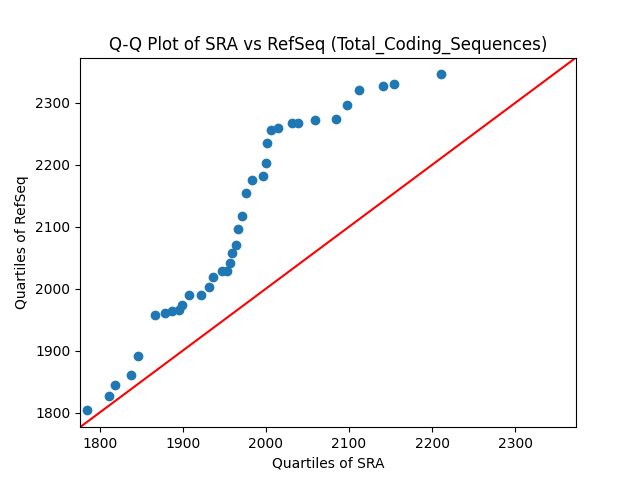 Q-Q Plot of SRA vs RefSeq (Total_Coding_Sequences)
Quartiles of RefSeq
2300
2200
2100
2000
1900
1800
1800 1900 2000 2100 2200 2300
Quartiles of SRA